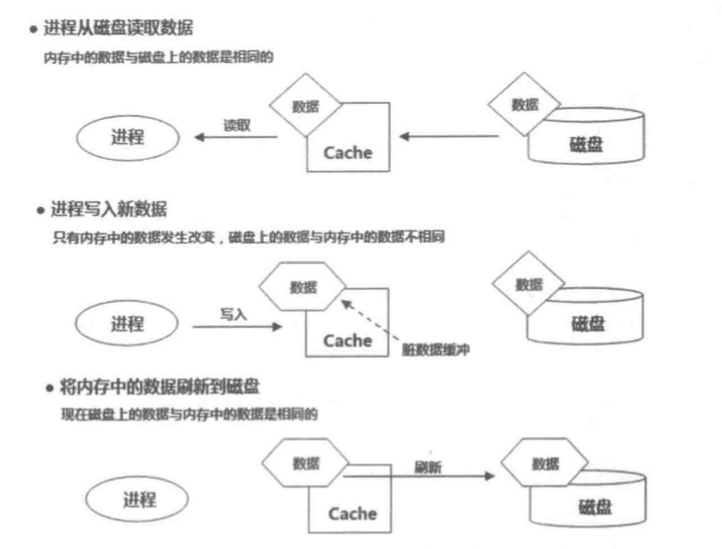 ● 进程从磁盘读取数据
内存中的数据与磁盘上的数据是相同的
数据
数据
进程
读取
Cache
磁盘
● 进程写入新数据
只有内存中的数据发生改变，磁盘上的数据与内存中的数据不相同
数据
数据
进程
写入
Cache
磁盘
脏数据缓冲
● 将内存中的数据刷新到磁盘
现在磁盘上的数据与内存中的数据是相同的
数据
刷新
数据
进程
Cache
磁盘